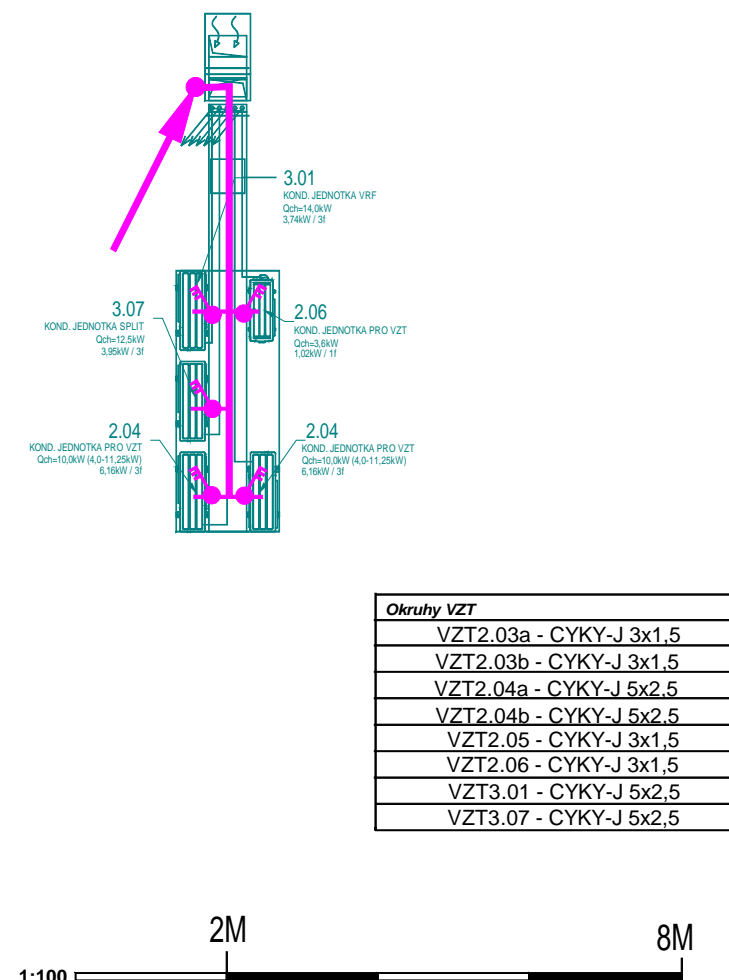 3.01
KOND. JEDNOTKA VRF
Qch=14,0kW
3,74kW / 3f
3.07
KOND. JEDNOTKA SPLIT
Qch=12,5kW
3,95kW / 3f
2.06
KOND. JEDNOTKA PRO VZT
Qch=3,6kW
1,02kW / 1f
2.04
KOND. JEDNOTKA PRO VZT
Qch=10,0kW (4,0-11,25kW)
6,16kW / 3f
2.04
KOND. JEDNOTKA PRO VZT
Qch=10,0kW (4,0-11,25kW)
6,16kW / 3f
Okruhy VZT
VZT2.03a - CYKY-J 3x1,5
VZT2.03b - CYKY-J 3x1,5
VZT2.04a - CYKY-J 5x2,5
VZT2.04b - CYKY-J 5x2,5
VZT2.05 - CYKY-J 3x1,5
VZT2.06 - CYKY-J 3x1,5
VZT3.01 - CYKY-J 5x2,5
VZT3.07 - CYKY-J 5x2,5
2M
8M
1:100